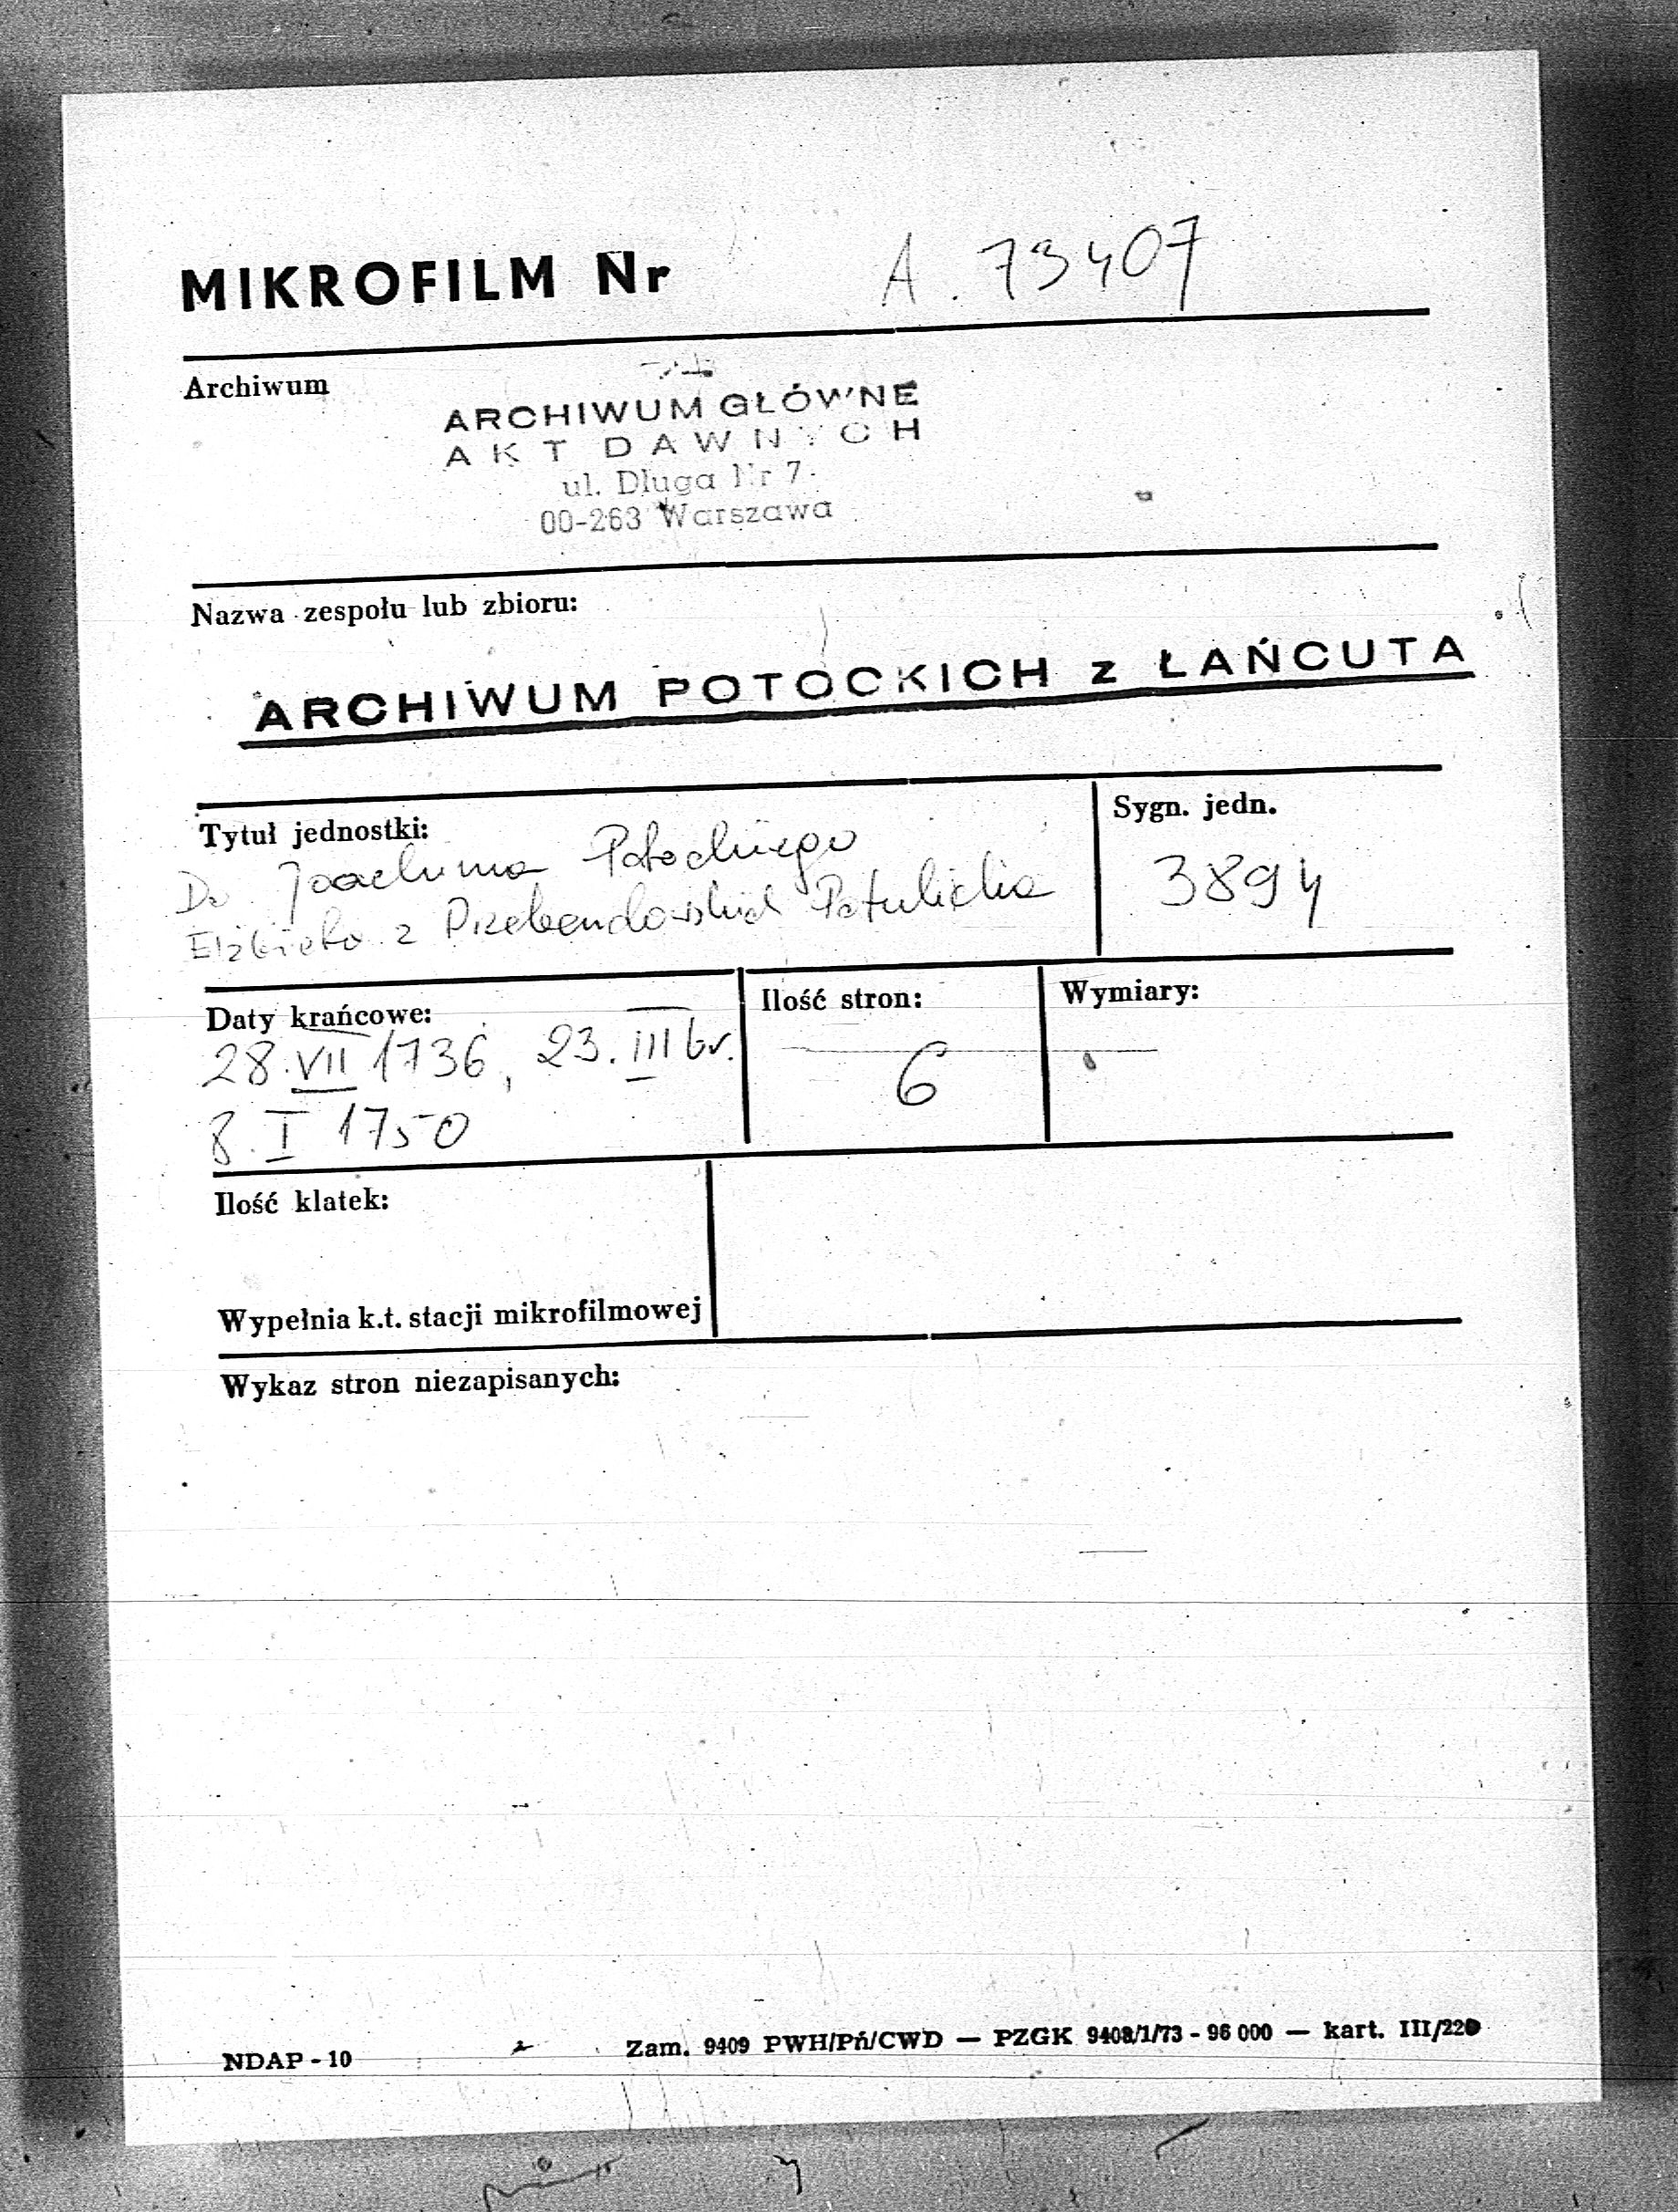 MIKROFILM Nr A. 73407
Archiwum
ARCHIWUM GŁÓWNE
AKT DAWNYCH
ul. Długa Nr 7
00-263 Warszawa
Nazwa zespołu lub zbioru:
ARCHIWUM POTOCKICH z ŁAŃCUTA
Tytuł jednostki:
Do Joachima Potockiego
Elżbieta z Przebendowskich Potulicka
Sygn. jedn.
3894
Daty krańcowe:
28.VII 1736, 23.III br.
8.I 1750
Ilość stron:
6
Wymiary:
Ilość klatek:
Wypełnia k.t. stacji mikrofilmowej
Wykaz stron niezapisanych:
NDAP - 10
Zam. 9409 PWH/Pń/CWD — PZGK 9408/1/73 - 96 000 — kart. III/220